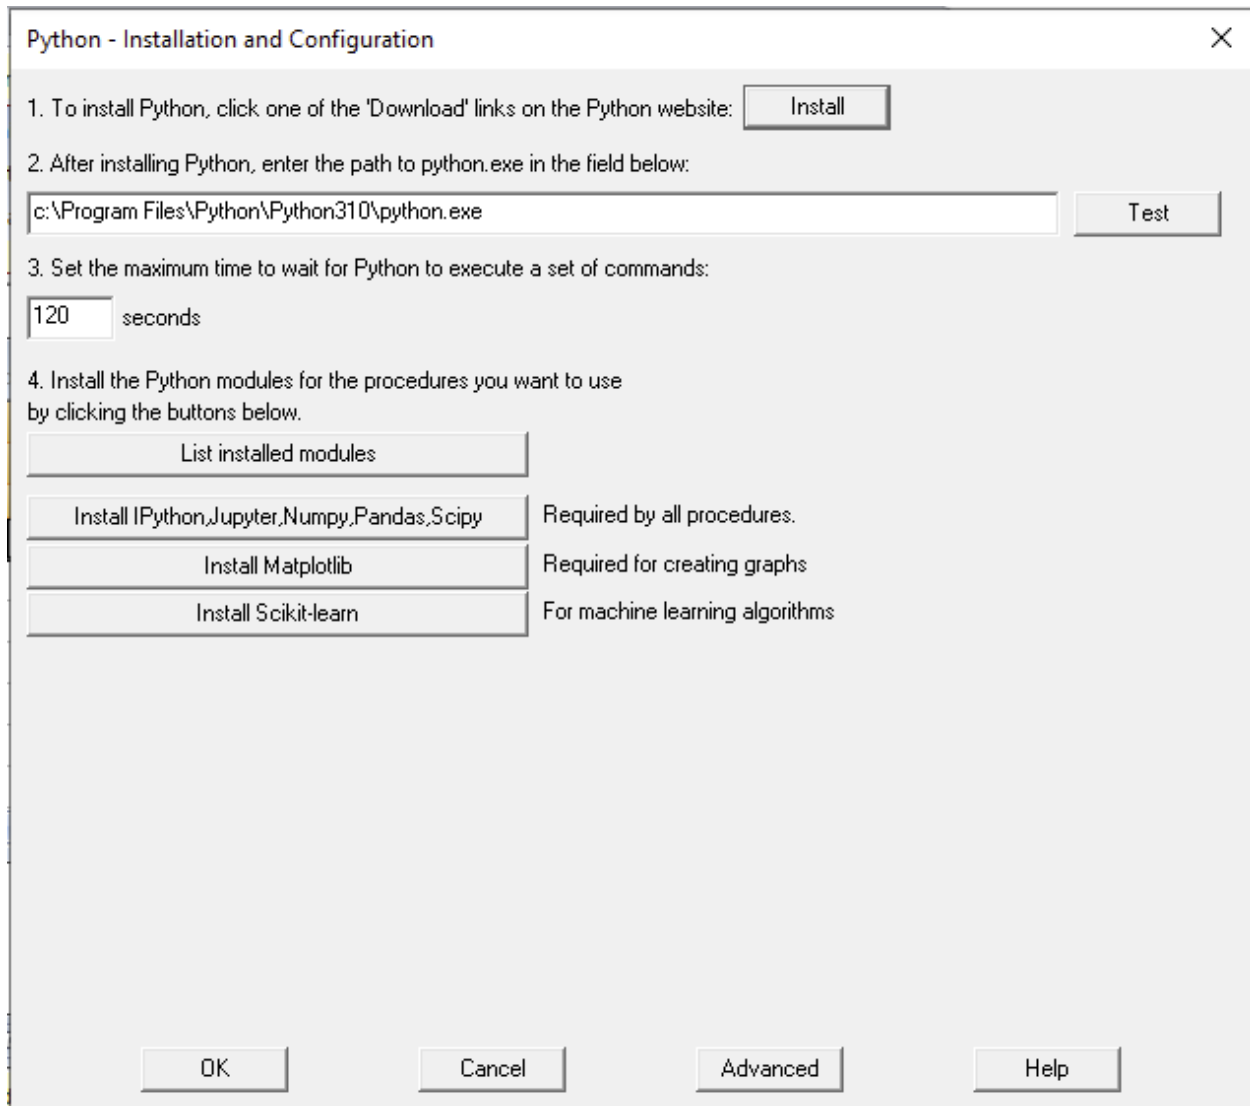 Python - Installation and Configuration
1. To install Python, click one of the 'Download' links on the Python website: Install
2. After installing Python, enter the path to python.exe in the field below:
c:\Program Files\Python\Python310\python.exe Test
3. Set the maximum time to wait for Python to execute a set of commands:
120 seconds
4. Install the Python modules for the procedures you want to use
by clicking the buttons below.
List installed modules
Install IPython,Jupyter,Numpy,Pandas,Scipy Required by all procedures.
Install Matplotlib Required for creating graphs
Install Scikit-learn For machine learning algorithms
OK Cancel Advanced Help